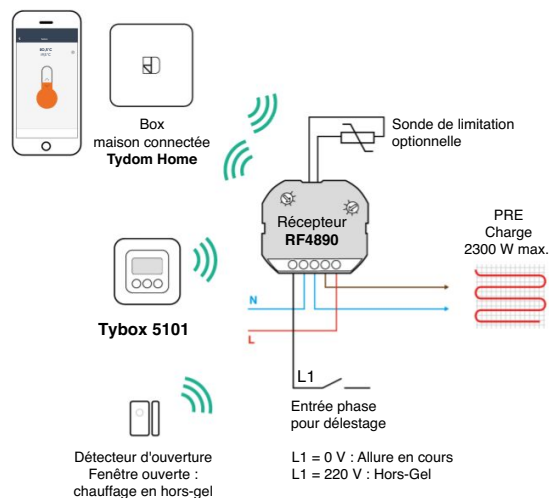 Box
maison connectée
Tydom Home
Sonde de limitation
optionnelle
Récepteur
RF4890
PRE
Charge
2300 W max.
Tybox 5101
N
L
L1
Entrée phase
pour délestage
Détecteur d'ouverture
Fenêtre ouverte :
chauffage en hors-gel
L1 = 0 V : Allure en cours
L1 = 220 V : Hors-Gel